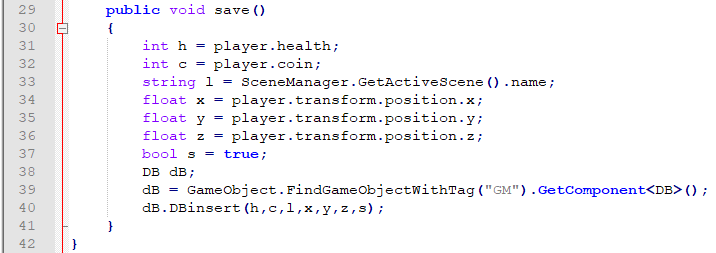 29 public void save()
30 {
31 int h = player.health;
32 int c = player.coin;
33 string l = SceneManager.GetActiveScene().name;
34 float x = player.transform.position.x;
35 float y = player.transform.position.y;
36 float z = player.transform.position.z;
37 bool s = true;
38 DB dB;
39 dB = GameObject.FindGameObjectWithTag("GM").GetComponent<DB>();
40 dB.DBinsert(h,c,l,x,y,z,s);
41 }
42 }